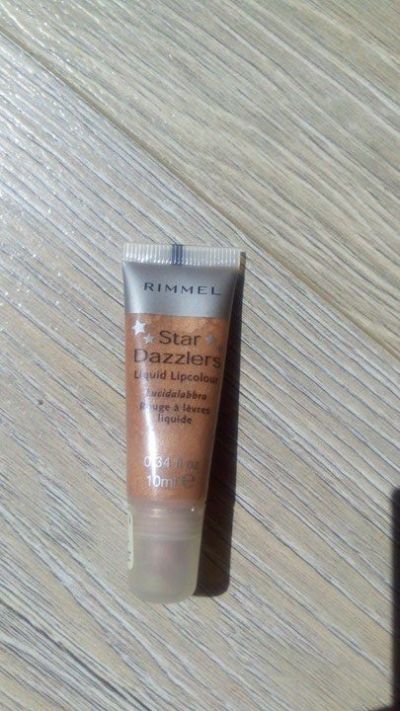 RIMMEL
Star
Dazzlers
Liquid Lipcolour
Lucidalabbra
Rouge à lèvres
liquide
0.34 fl oz
10ml e